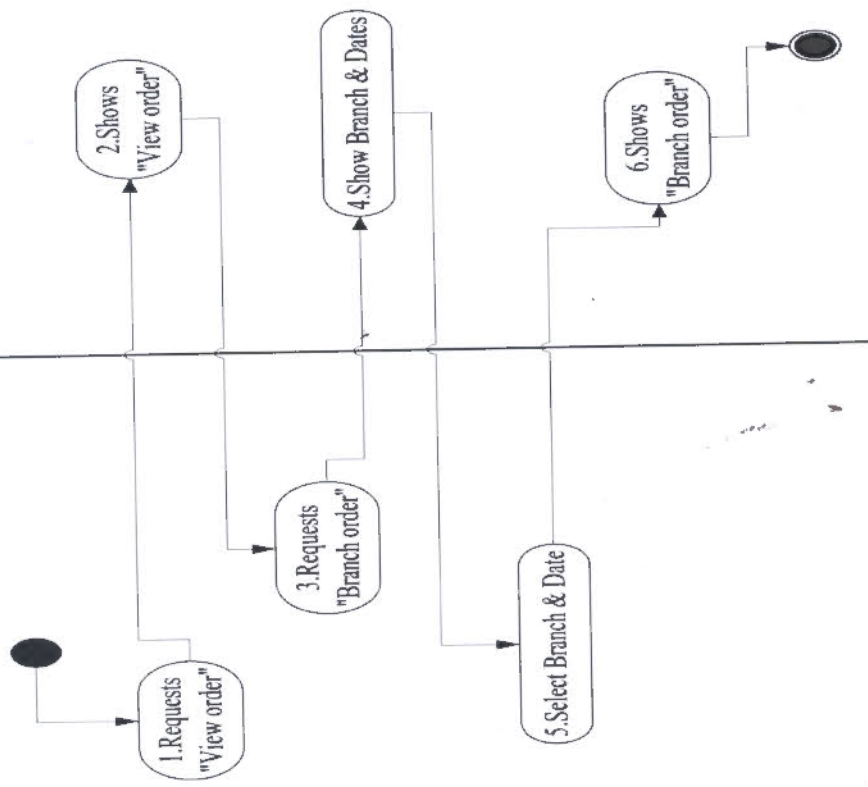 1.Requests
"View order"
2.Shows
"View order"
3.Requests
"Branch order"
4.Show Branch & Dates
5.Select Branch & Date
6.Shows
"Branch order"